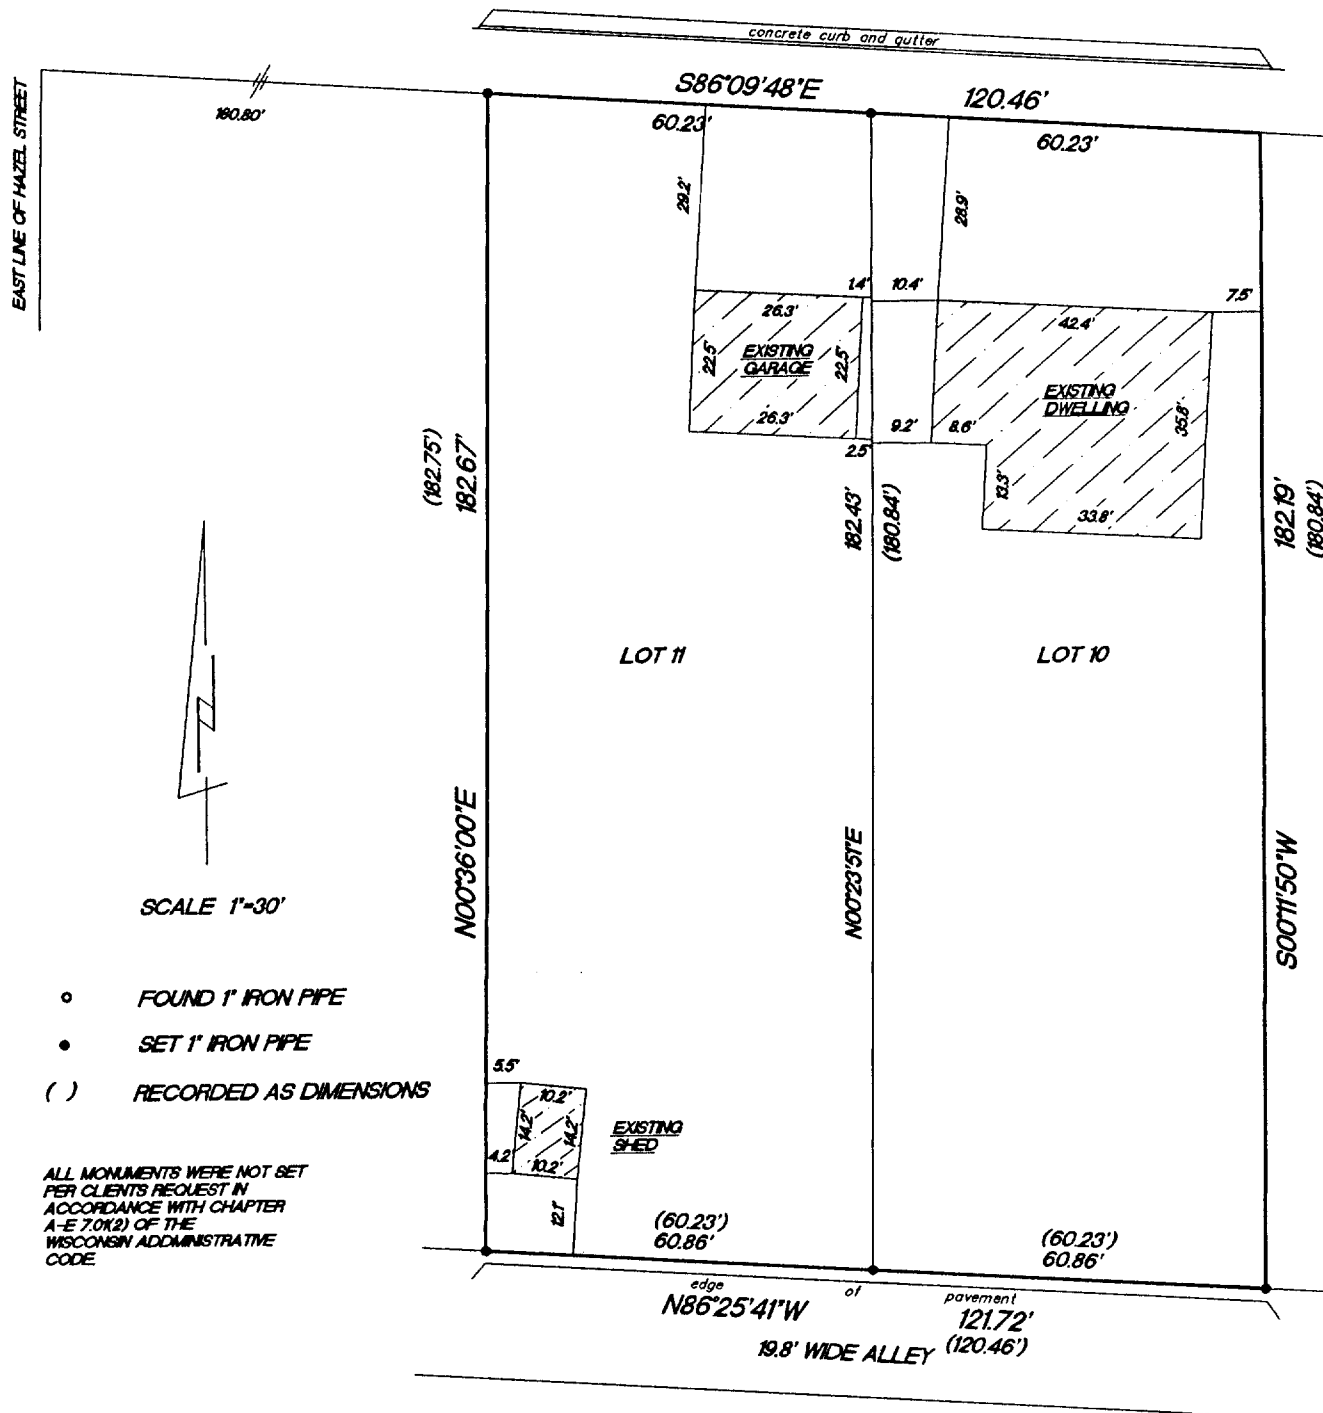 concrete curb and gutter
S86°09'48"E
120.46'
EAST LINE OF HAZEL STREET
180.80'
60.23'
60.23'
29.2'
28.9'
1.4'
10.4'
7.5'
26.3'
42.4'
22.5'
EXISTING
GARAGE
22.5'
EXISTING
DWELLING
35.8'
26.3'
9.2'
8.6'
2.5'
13.3'
33.8'
(182.75')
182.67'
182.43'
(180.84')
182.19'
(180.84')
LOT 11
LOT 10
N00°36'00"E
N00°23'51"E
S00°11'50"W
SCALE 1"=30'
FOUND 1" IRON PIPE
SET 1" IRON PIPE
( ) RECORDED AS DIMENSIONS
5.5'
10.2'
14.2'
14.2'
EXISTING
SHED
4.2'
10.2'
12.1'
ALL MONUMENTS WERE NOT SET
PER CLIENTS REQUEST IN
ACCORDANCE WITH CHAPTER
A-E 7.01(2) OF THE
WISCONSIN ADDMINISTRATIVE
CODE.
(60.23')
60.86'
(60.23')
60.86'
edge of pavement
N86°25'41"W
121.72'
(120.46')
19.8' WIDE ALLEY